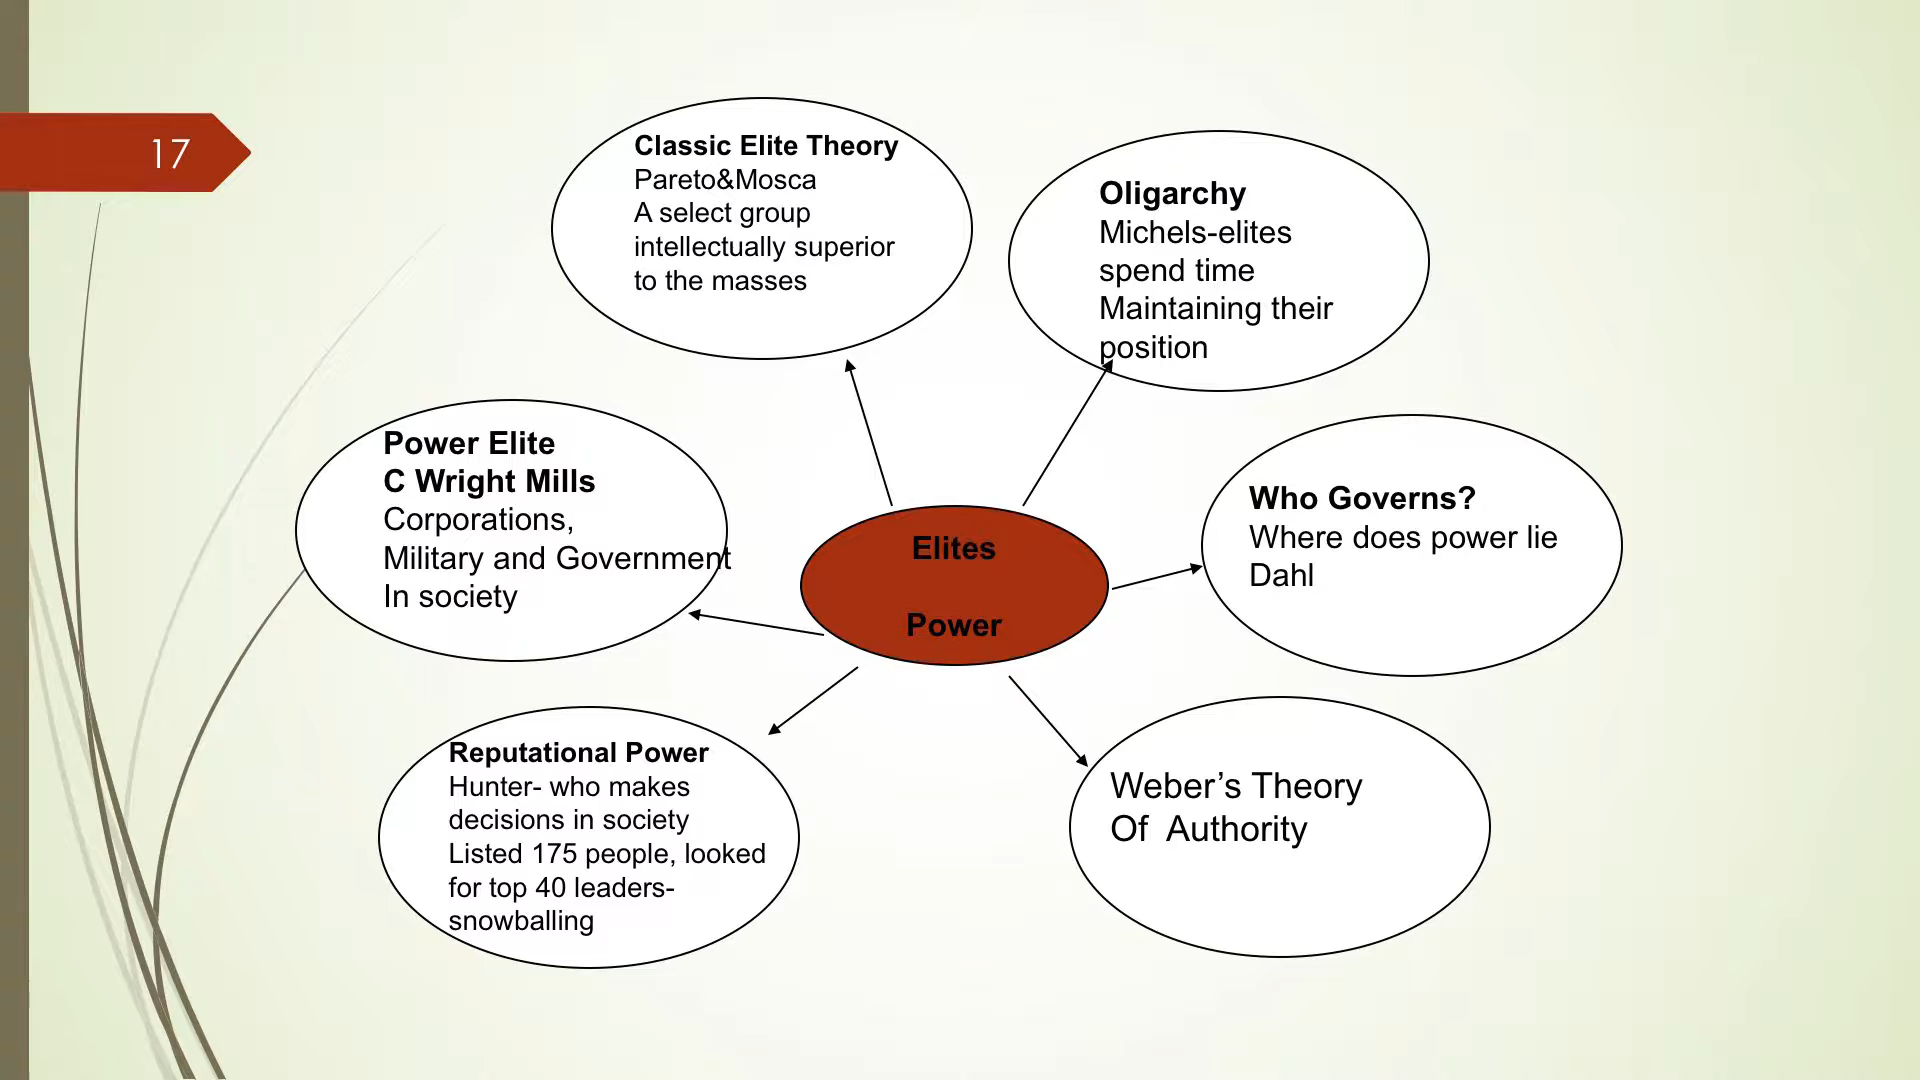 17
Classic Elite Theory
Pareto&Mosca
A select group
intellectually superior
to the masses
Oligarchy
Michels-elites
spend time
Maintaining their
position
Power Elite
C Wright Mills
Corporations,
Military and Government
In society
Elites
Power
Who Governs?
Where does power lie
Dahl
Reputational Power
Hunter- who makes
decisions in society
Listed 175 people, looked
for top 40 leaders-
snowballing
Weber’s Theory
Of  Authority